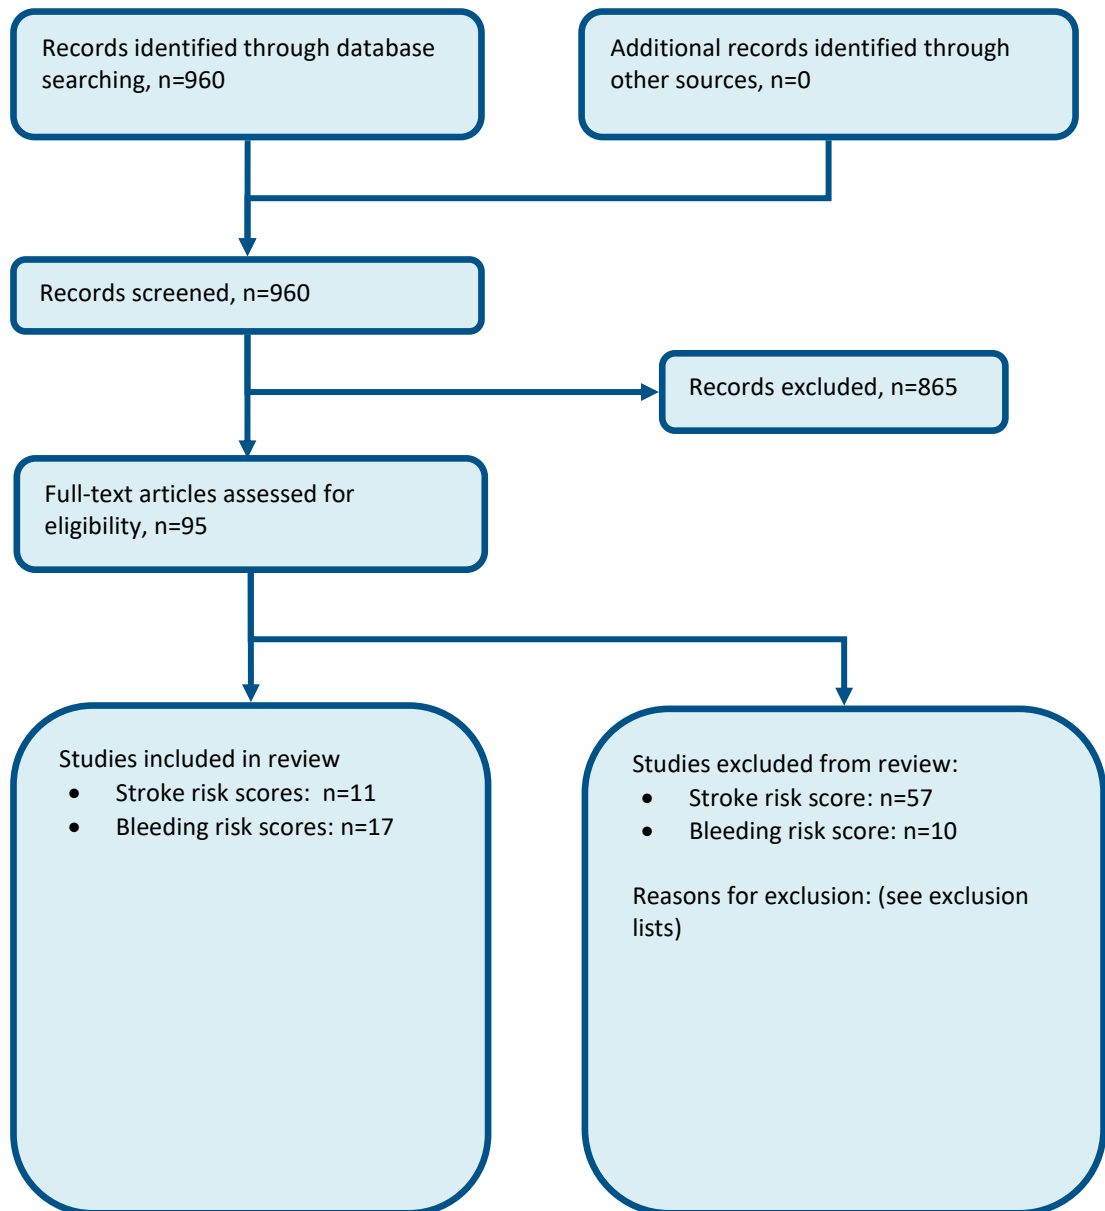 Records identified through database
searching, n=960
Additional records identified through
other sources, n=0
Records screened, n=960
Records excluded, n=865
Full-text articles assessed for
eligibility, n=95
Studies included in review
• Stroke risk scores: n=11
• Bleeding risk scores: n=17
Studies excluded from review:
• Stroke risk score: n=57
• Bleeding risk score: n=10
Reasons for exclusion: (see exclusion
lists)